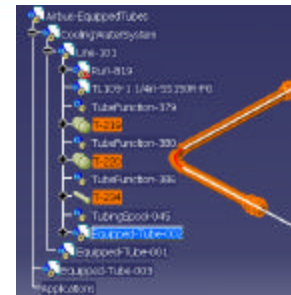 Airbus-EquippedTubes
CoolingWaterSystem
Line-101
Run-819
TubeFunction-379
T-219
TubeFunction-380
T-220
TubeFunction-386
T-234
TubingSpool-045
Equipped-Tube-002
Equipped-Tube-001
Equipped-Tube-003
Applications